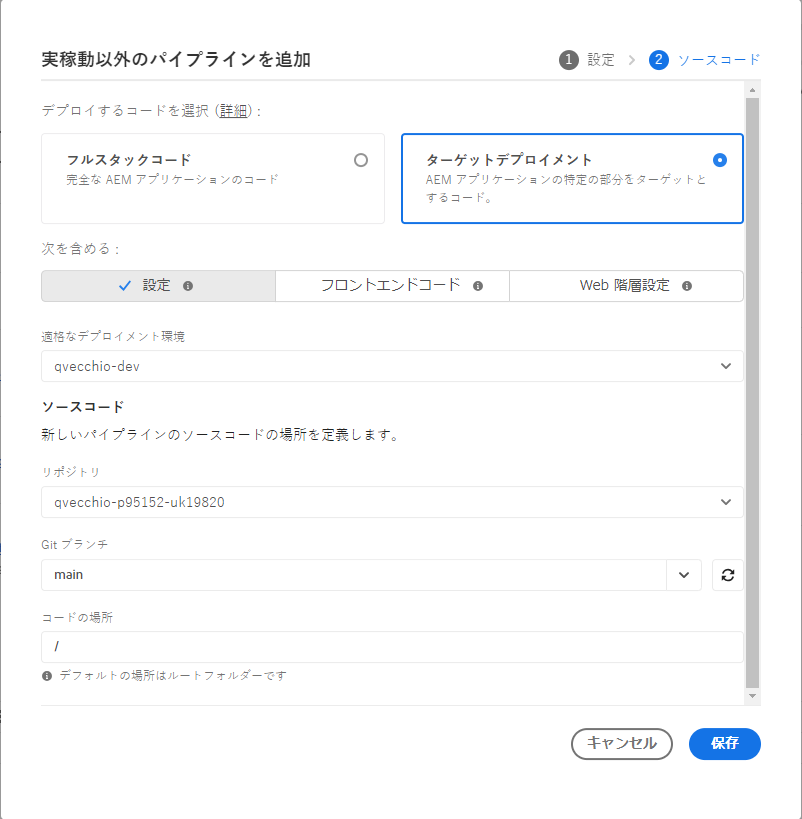 実稼動以外のパイプラインを追加
1 設定 > 2 ソースコード
デプロイするコードを選択 (詳細) :
フルスタックコード
完全な AEM アプリケーションのコード
ターゲットデプロイメント
AEM アプリケーションの特定の部分をターゲットと
するコード。
次を含める :
設定
フロントエンドコード
Web 階層設定
適格なデプロイメント環境
qvecchio-dev
ソースコード
新しいパイプラインのソースコードの場所を定義します。
リポジトリ
qvecchio-p95152-uk19820
Git ブランチ
main
コードの場所
/
デフォルトの場所はルートフォルダーです
キャンセル
保存